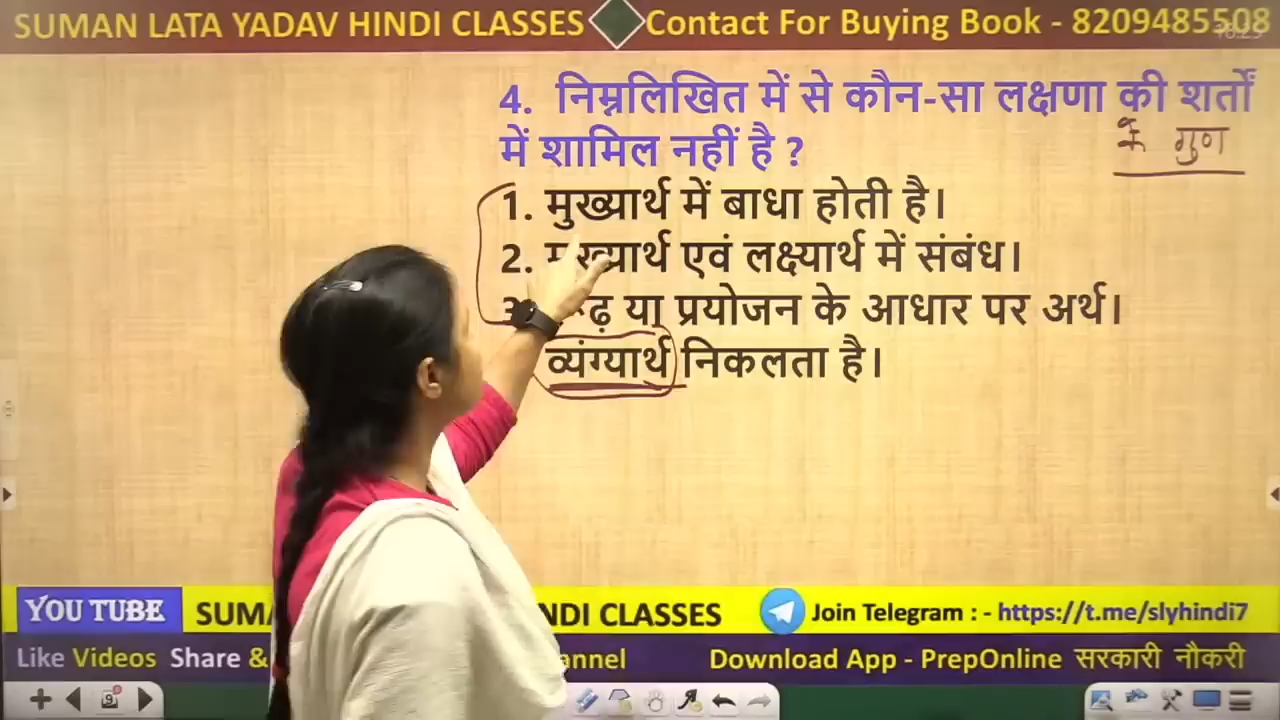 SUMAN LATA YADAV HINDI CLASSES Contact For Buying Book - 8209485508
4. निम्नलिखित में से कौन-सा लक्षणा की शर्तों
के गुण
में शामिल नहीं है ?
1. मुख्यार्थ में बाधा होती है।
2. मुख्यार्थ एवं लक्ष्यार्थ में संबंध।
या प्रयोजन के आधार पर अर्थ।
व्यंग्यार्थ निकलता है।
YOU TUBE NDI CLASSES Join Telegram : - https://t.me/slyhindi7
Like Videos Share & Download App - PrepOnline सरकारी नौकरी
9